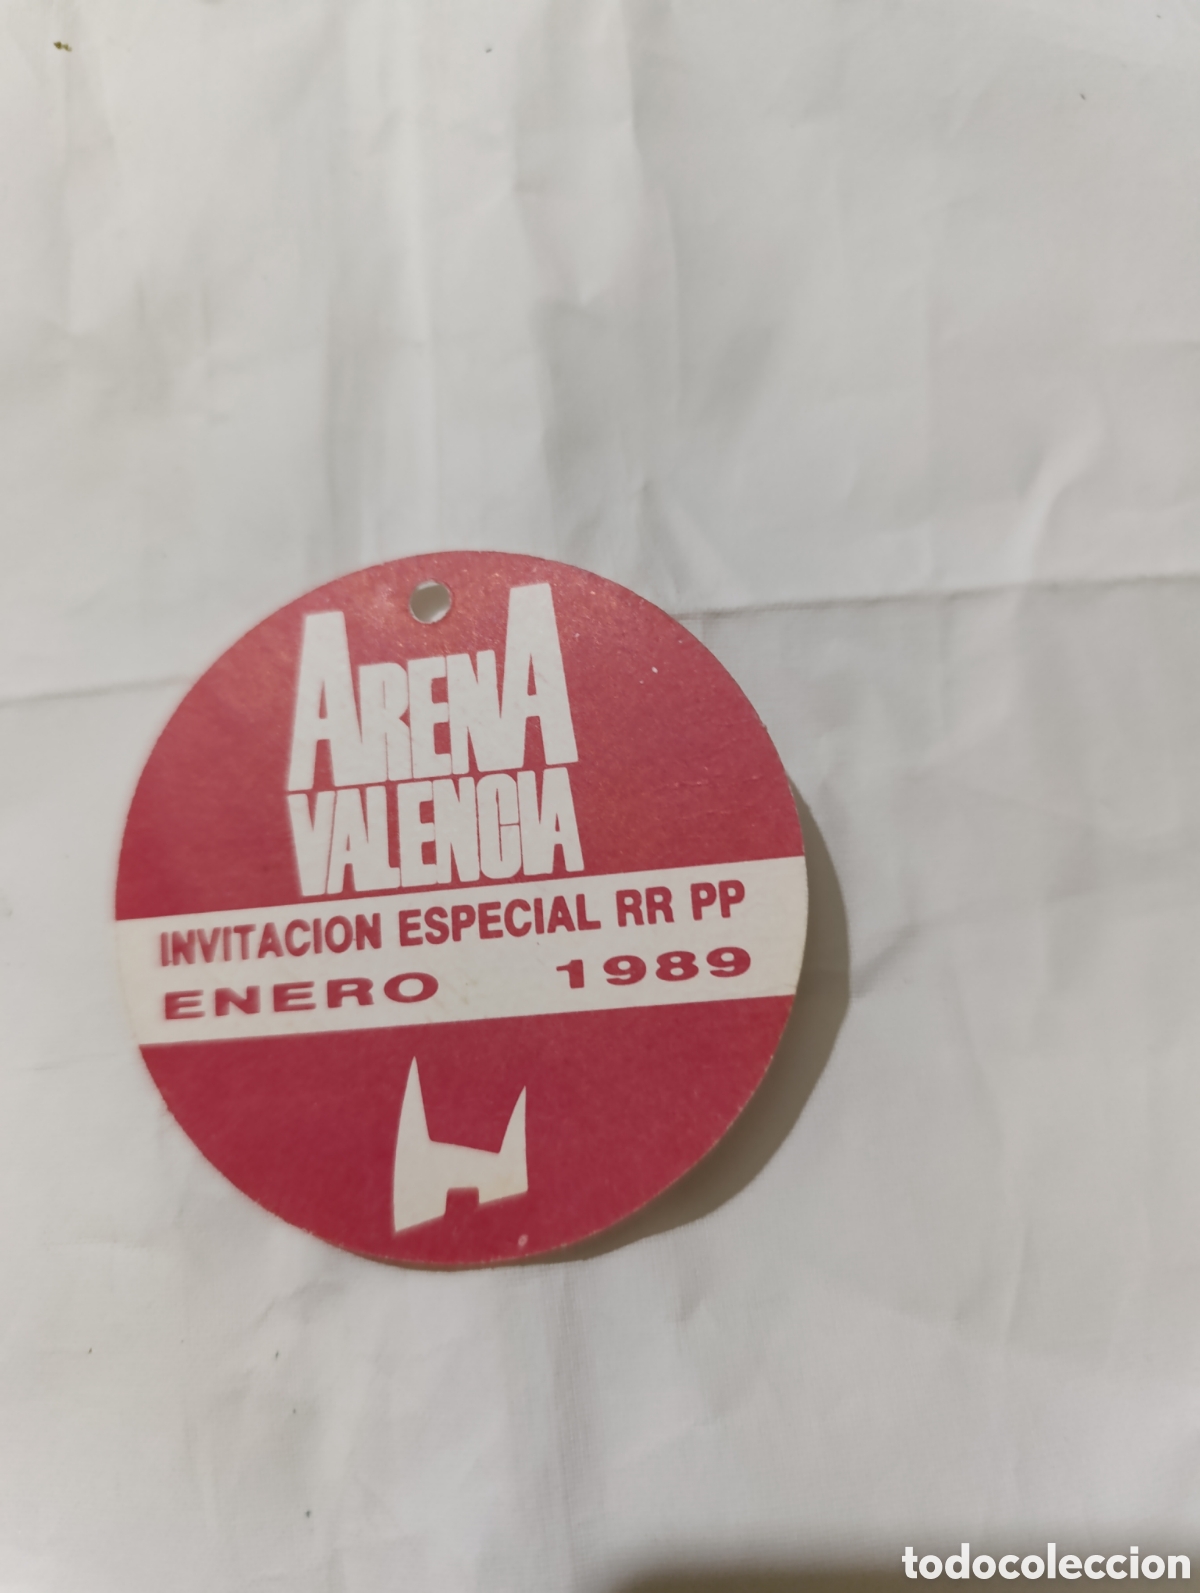 ARENA
VALENCIA
INVITACION ESPECIAL RR PP
ENERO 1989
todocoleccion